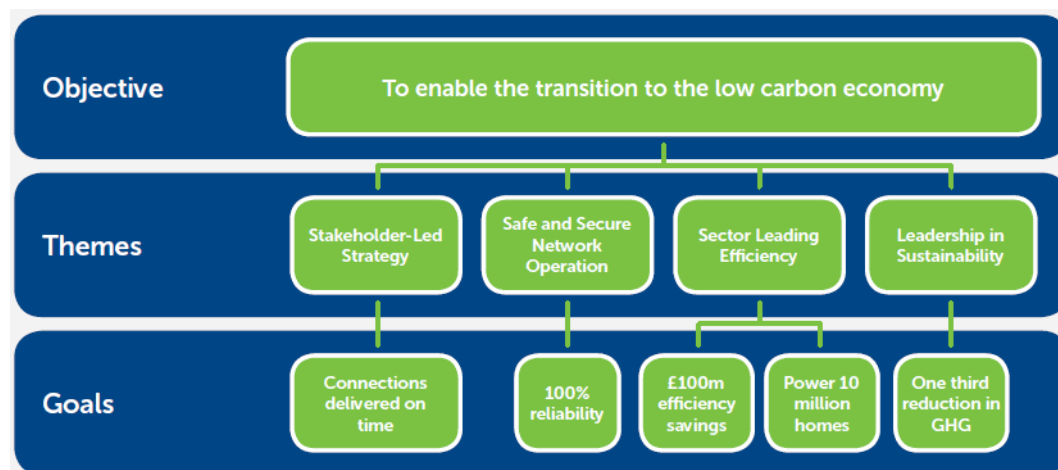 Objective
To enable the transition to the low carbon economy
Themes
Stakeholder-Led
Strategy
Safe and Secure
Network
Operation
Sector Leading
Efficiency
Leadership in
Sustainability
Goals
Connections
delivered on
time
100%
reliability
£100m
efficiency
savings
Power 10
million
homes
One third
reduction in
GHG